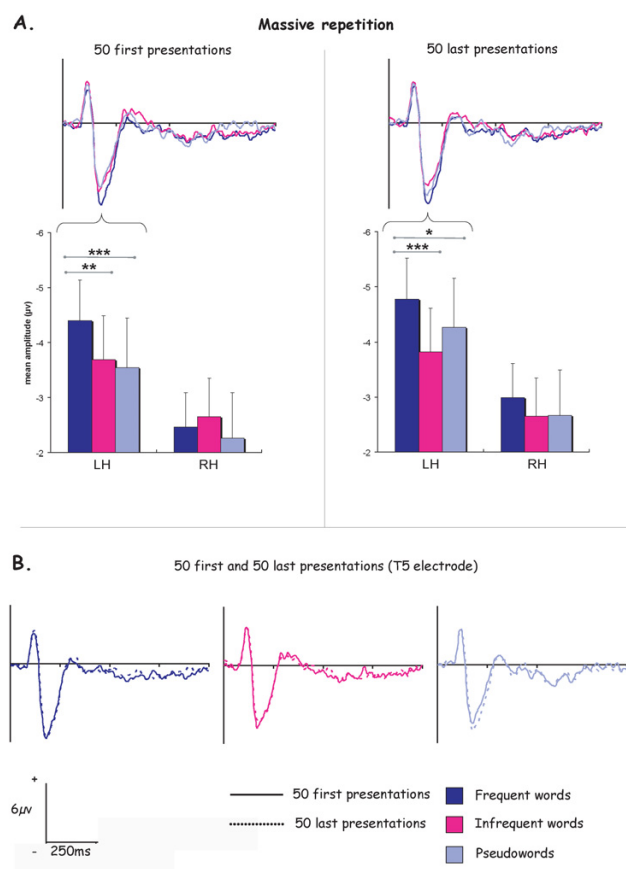 A.
Massive repetition
50 first presentations
50 last presentations
-6
-5
-4
-3
-2
mean amplitude (µv)
***
**
LH
RH
-6
-5
-4
-3
-2
*
***
LH
RH
B.
50 first and 50 last presentations (T5 electrode)
+
6µv
-
250ms
50 first presentations
50 last presentations
Frequent words
Infrequent words
Pseudowords